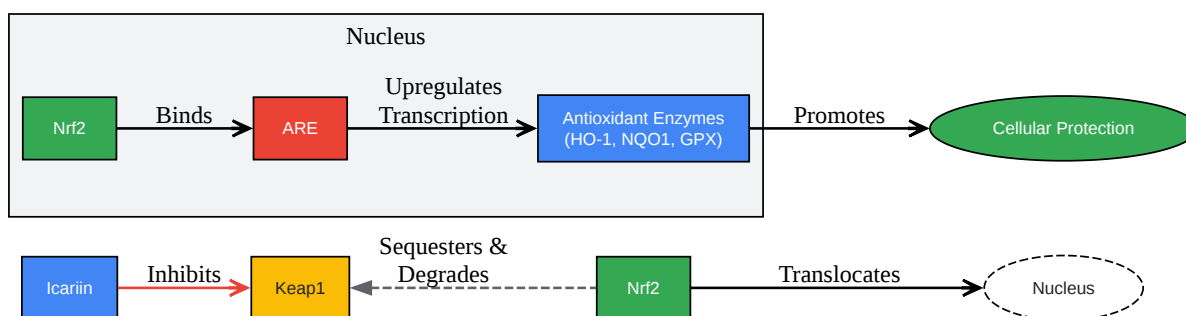 Nucleus
Nrf2
Binds
ARE
Upregulates
Transcription
Antioxidant Enzymes
(HO-1, NQO1, GPX)
Promotes
Cellular Protection
Icariin
Inhibits
Keap1
Sequesters &
Degrades
Nrf2
Translocates
Nucleus